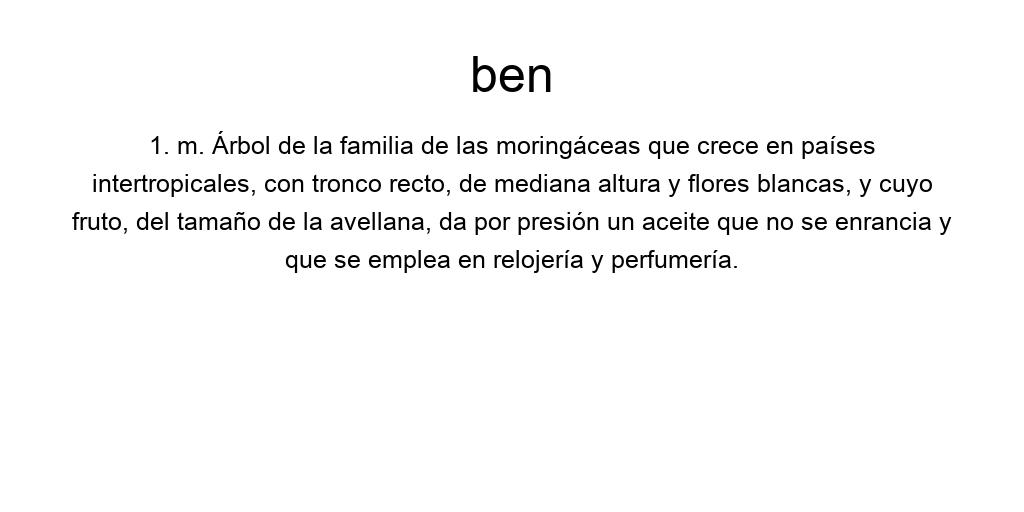 ben
1. m. Árbol de la familia de las moringáceas que crece en países
intertropicales, con tronco recto, de mediana altura y flores blancas, y cuyo
fruto, del tamaño de la avellana, da por presión un aceite que no se enrancia y
que se emplea en relojería y perfumería.